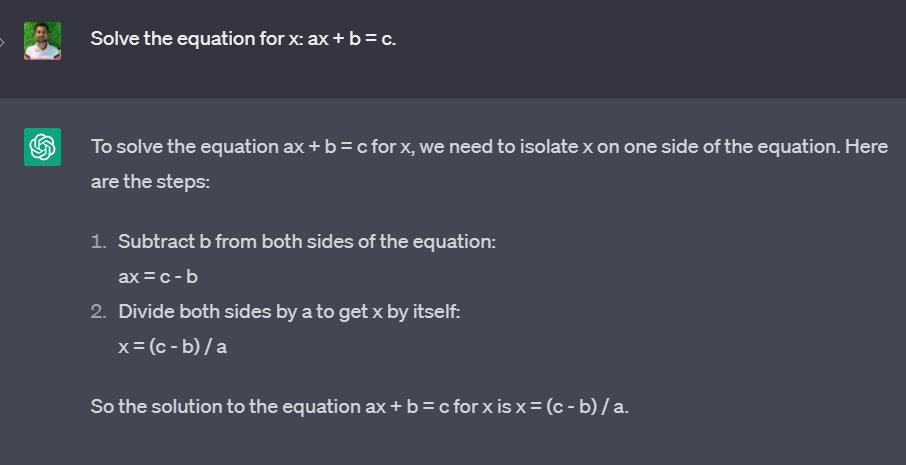 Solve the equation for x: ax + b = c.
To solve the equation ax + b = c for x, we need to isolate x on one side of the equation. Here
are the steps:
1. Subtract b from both sides of the equation:
ax = c - b
2. Divide both sides by a to get x by itself:
x = (c - b) / a
So the solution to the equation ax + b = c for x is x = (c - b) / a.